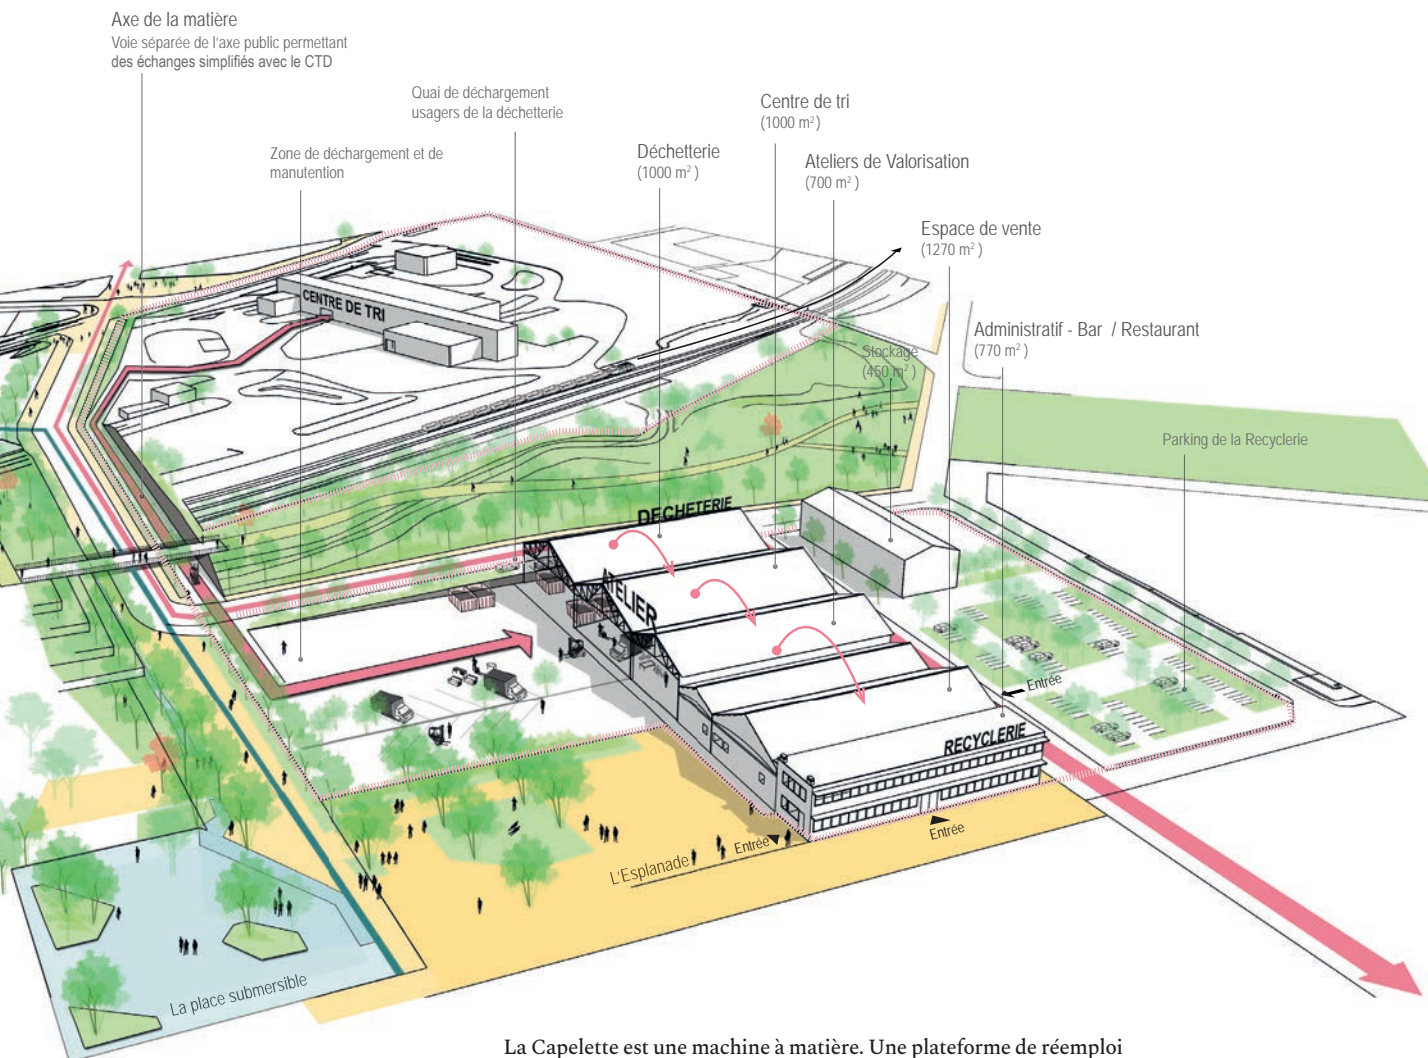 Axe de la matière
Voie séparée de l'axe public permettant
des échanges simplifiés avec le CTD
Quai de déchargement
usagers de la déchetterie
Zone de déchargement et de
manutention
Déchetterie
(1000 m²)
Centre de tri
(1000 m²)
Ateliers de Valorisation
(700 m²)
Espace de vente
(1270 m²)
Administratif - Bar / Restaurant
(770 m²)
Stockage
(450 m²)
Parking de la Recyclerie
CENTRE DE TRI
DECHETERIE
ATELIER
RECYCLERIE
Entrée
Entrée
Entrée
L'Esplanade
La place submersible
La Capelette est une machine à matière. Une plateforme de réemploi